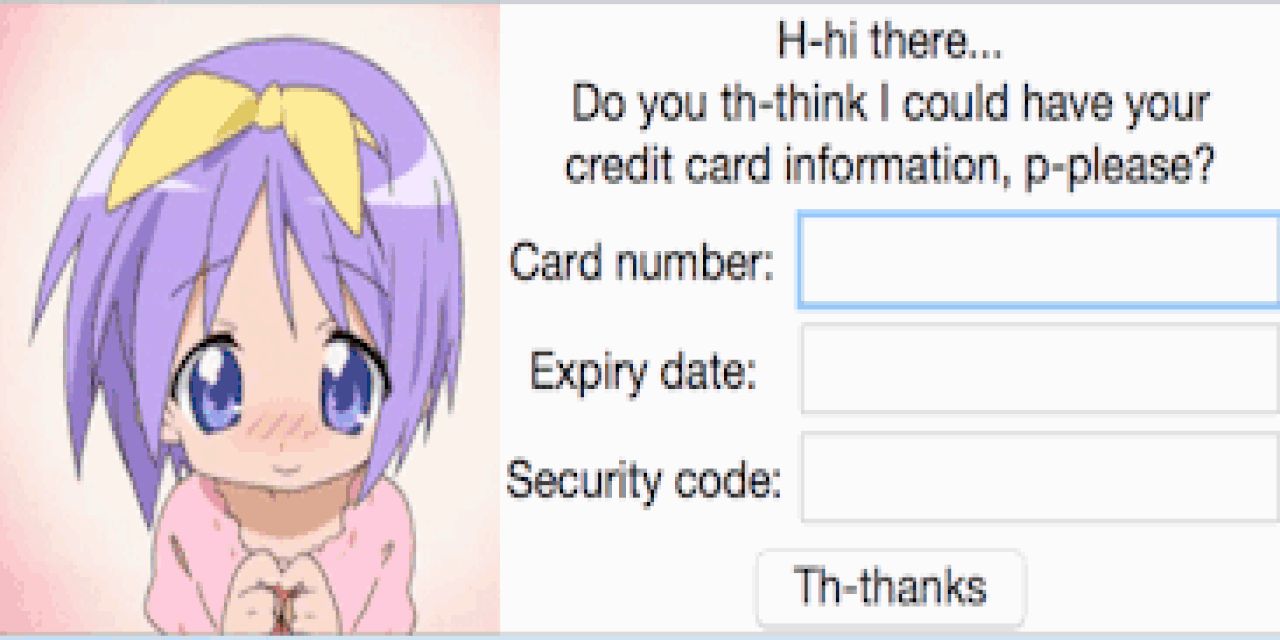 H-hi there...
Do you th-think I could have your
credit card information, p-please?
Card number:
Expiry date:
Security code:
Th-thanks